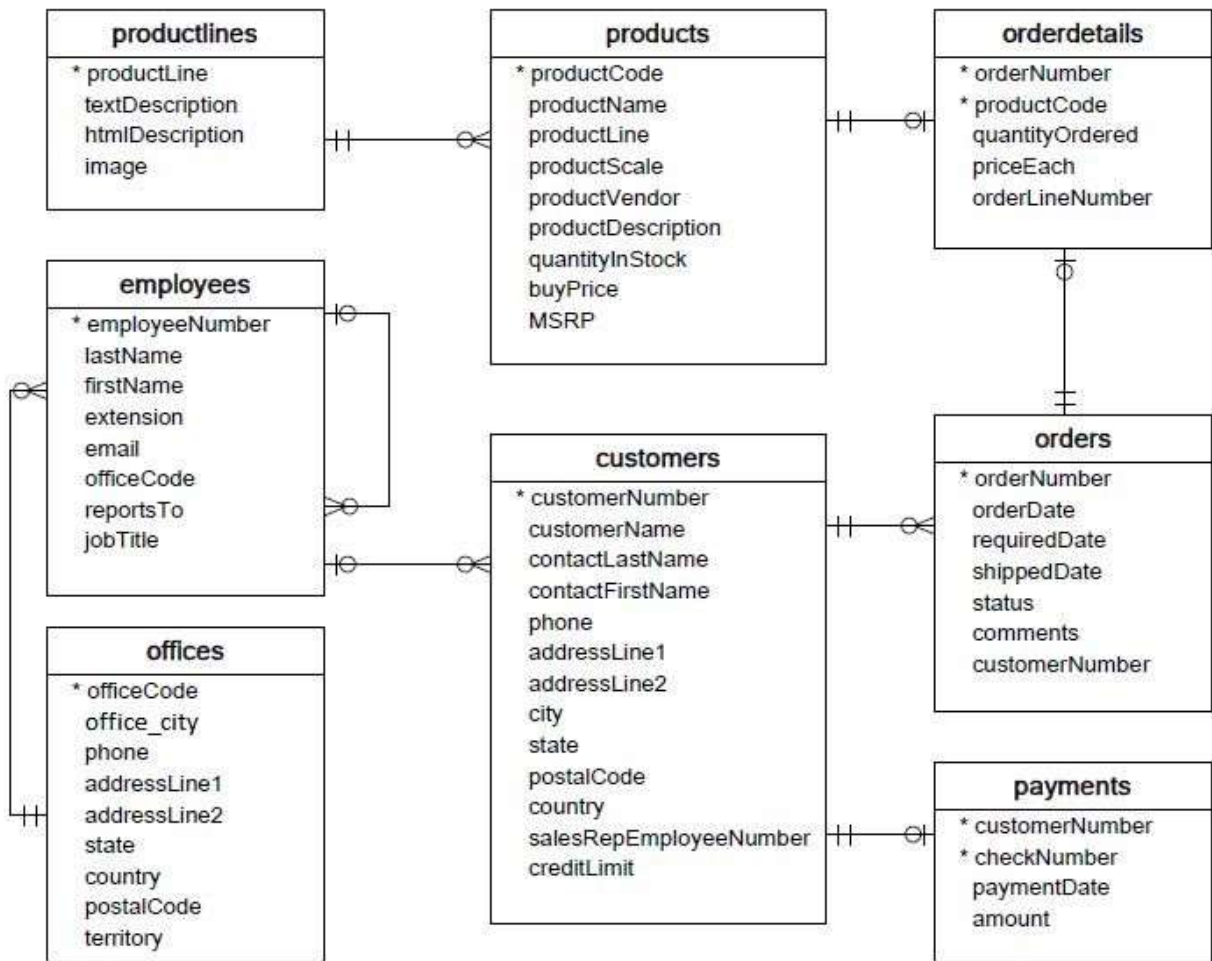 productlines
* productLine
textDescription
htmlDescription
image
products
* productCode
productName
productLine
productScale
productVendor
productDescription
quantityInStock
buyPrice
MSRP
orderdetails
* orderNumber
* productCode
quantityOrdered
priceEach
orderLineNumber
employees
* employeeNumber
lastName
firstName
extension
email
officeCode
reportsTo
jobTitle
customers
* customerNumber
customerName
contactLastName
contactFirstName
phone
addressLine1
addressLine2
city
state
postalCode
country
salesRepEmployeeNumber
creditLimit
orders
* orderNumber
orderDate
requiredDate
shippedDate
status
comments
customerNumber
offices
* officeCode
office_city
phone
addressLine1
addressLine2
state
country
postalCode
territory
payments
* customerNumber
* checkNumber
paymentDate
amount